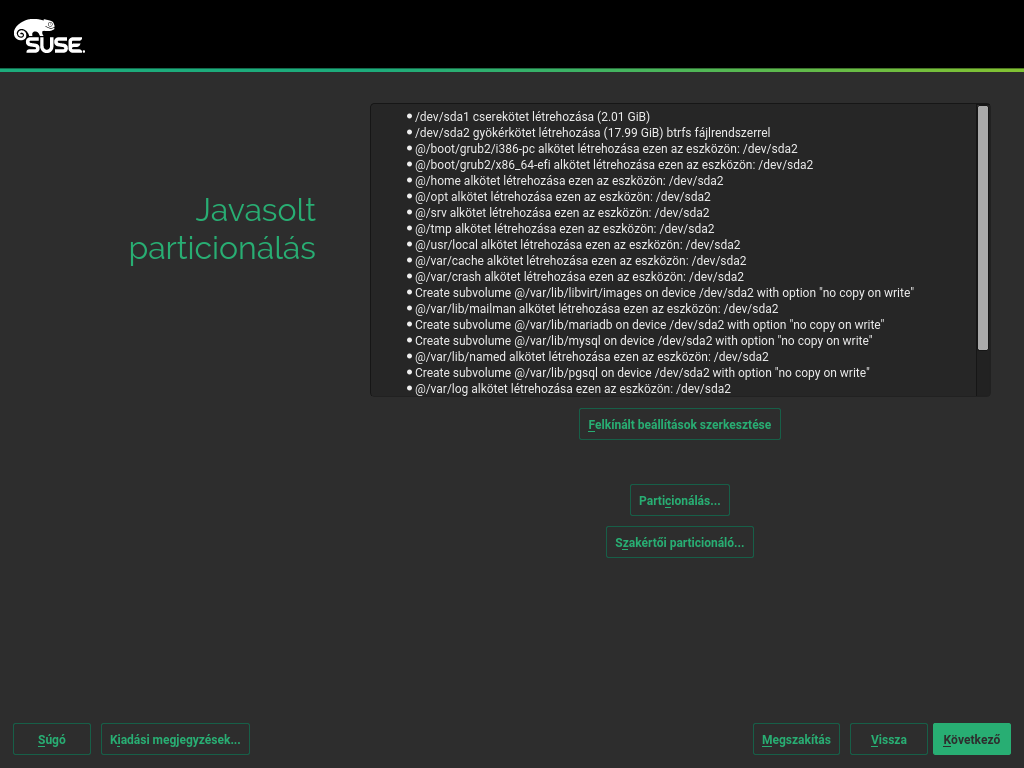 SUSE.
Javasolt
particionálás
/dev/sda1 cserekötet létrehozása (2.01 GiB)
/dev/sda2 gyökérkötet létrehozása (17.99 GiB) btrfs fájlrendszerrel
@/boot/grub2/i386-pc alkötet létrehozása ezen az eszközön: /dev/sda2
@/boot/grub2/x86_64-efi alkötet létrehozása ezen az eszközön: /dev/sda2
@/home alkötet létrehozása ezen az eszközön: /dev/sda2
@/opt alkötet létrehozása ezen az eszközön: /dev/sda2
@/srv alkötet létrehozása ezen az eszközön: /dev/sda2
@/tmp alkötet létrehozása ezen az eszközön: /dev/sda2
@/usr/local alkötet létrehozása ezen az eszközön: /dev/sda2
@/var/cache alkötet létrehozása ezen az eszközön: /dev/sda2
@/var/crash alkötet létrehozása ezen az eszközön: /dev/sda2
Create subvolume @/var/lib/libvirt/images on device /dev/sda2 with option "no copy on write"
@/var/lib/mailman alkötet létrehozása ezen az eszközön: /dev/sda2
Create subvolume @/var/lib/mariadb on device /dev/sda2 with option "no copy on write"
Create subvolume @/var/lib/mysql on device /dev/sda2 with option "no copy on write"
@/var/lib/named alkötet létrehozása ezen az eszközön: /dev/sda2
Create subvolume @/var/lib/pgsql on device /dev/sda2 with option "no copy on write"
@/var/log alkötet létrehozása ezen az eszközön: /dev/sda2
Felkínált beállítások szerkesztése
Particionálás...
Szakértői particionáló...
Súgó
Kiadási megjegyzések...
Megszakítás
Vissza
Következő